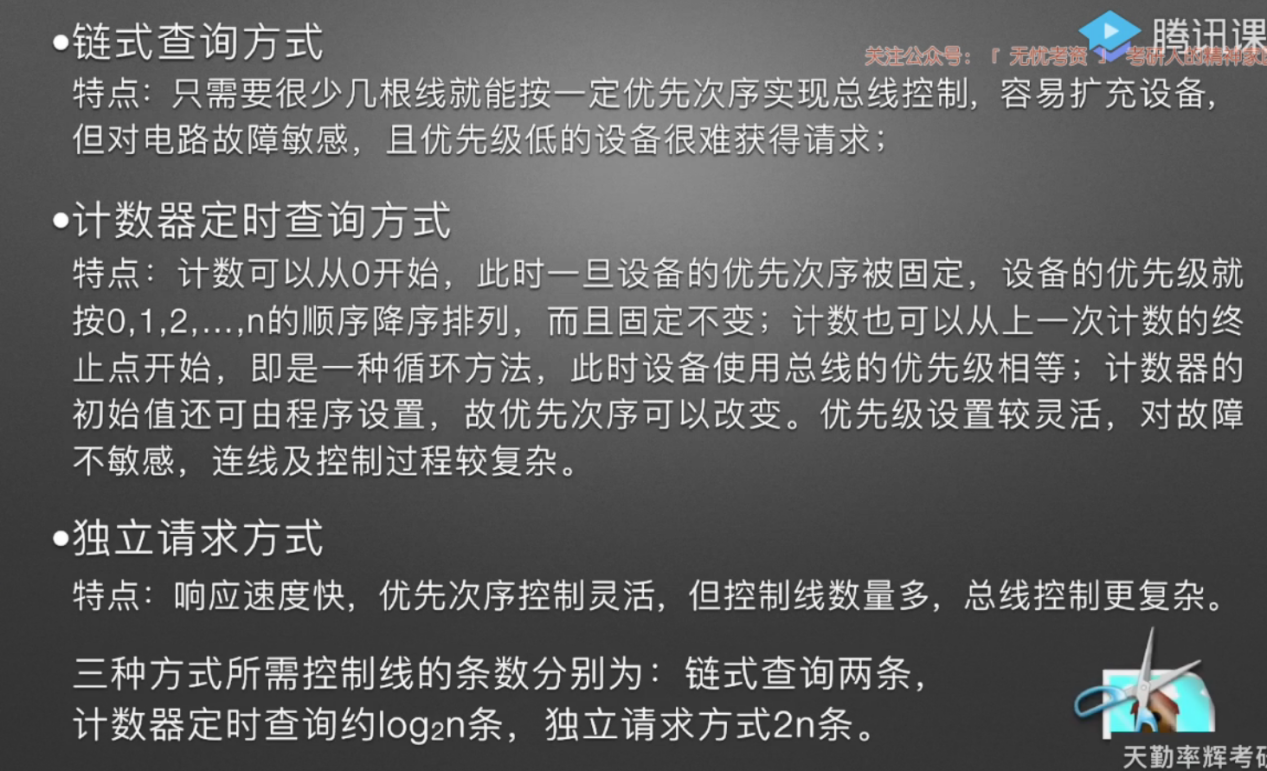 •链式查询方式
腾讯课
关注公众号：「 无忧考资 」 考研人的精神家园
特点：只需要很少几根线就能按一定优先次序实现总线控制，容易扩充设备，
但对电路故障敏感，且优先级低的设备很难获得请求；
•计数器定时查询方式
特点：计数可以从0开始，此时一旦设备的优先次序被固定，设备的优先级就
按0,1,2,...,n的顺序降序排列，而且固定不变；计数也可以从上一次计数的终
止点开始，即是一种循环方法，此时设备使用总线的优先级相等；计数器的
初始值还可由程序设置，故优先次序可以改变。优先级设置较灵活，对故障
不敏感，连线及控制过程较复杂。
•独立请求方式
特点：响应速度快，优先次序控制灵活，但控制线数量多，总线控制更复杂。
三种方式所需控制线的条数分别为：链式查询两条，
计数器定时查询约log₂n条，独立请求方式2n条。
天勤率辉考研